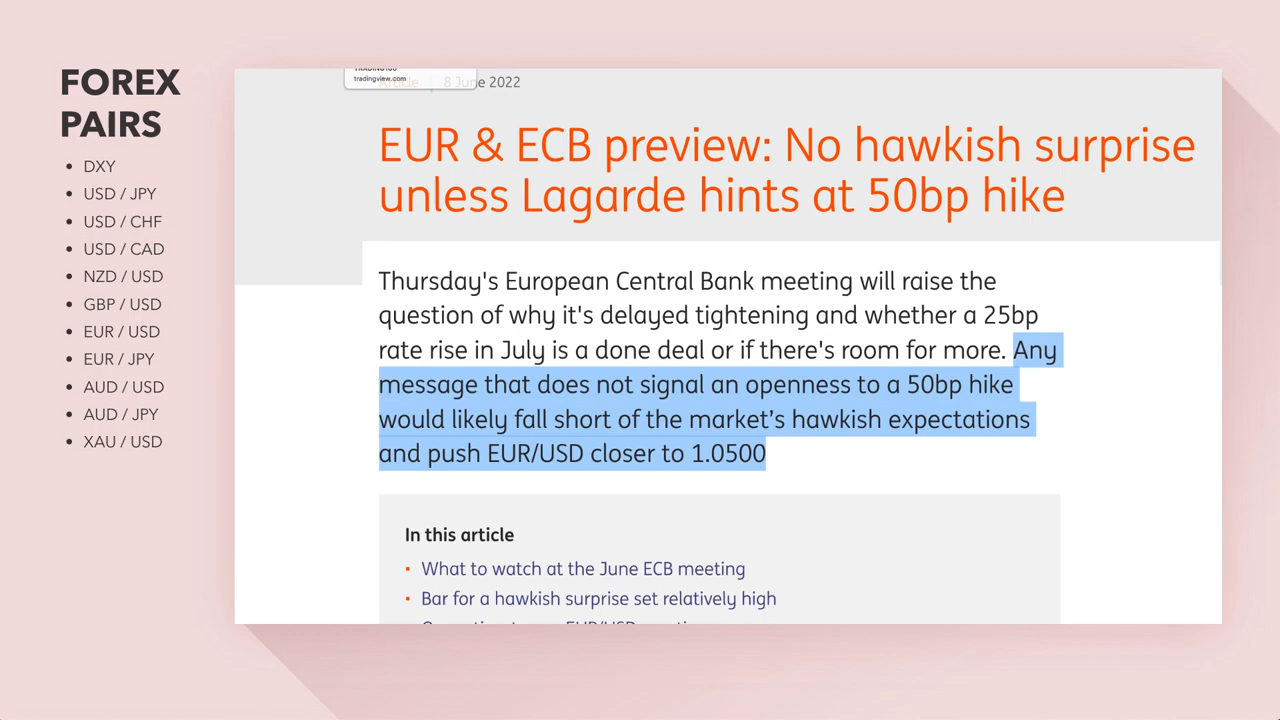 FOREX
PAIRS
• DXY
• USD / JPY
• USD / CHF
• USD / CAD
• NZD / USD
• GBP / USD
• EUR / USD
• EUR / JPY
• AUD / USD
• AUD / JPY
• XAU / USD
tradingview.com
Article | 8 June 2022
EUR & ECB preview: No hawkish surprise
unless Lagarde hints at 50bp hike
Thursday's European Central Bank meeting will raise the
question of why it's delayed tightening and whether a 25bp
rate rise in July is a done deal or if there's room for more. Any
message that does not signal an openness to a 50bp hike
would likely fall short of the market’s hawkish expectations
and push EUR/USD closer to 1.0500
In this article
• What to watch at the June ECB meeting
• Bar for a hawkish surprise set relatively high